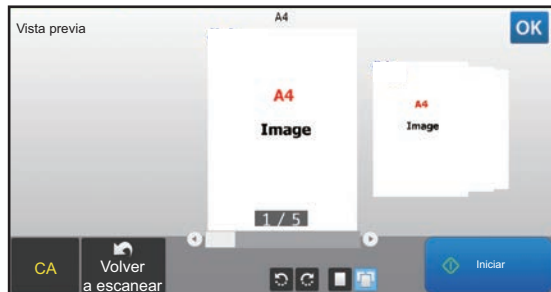 A4
Vista previa
OK
A4
Image
A4
Image
1 / 5
CA
Volver
a escanear
Iniciar